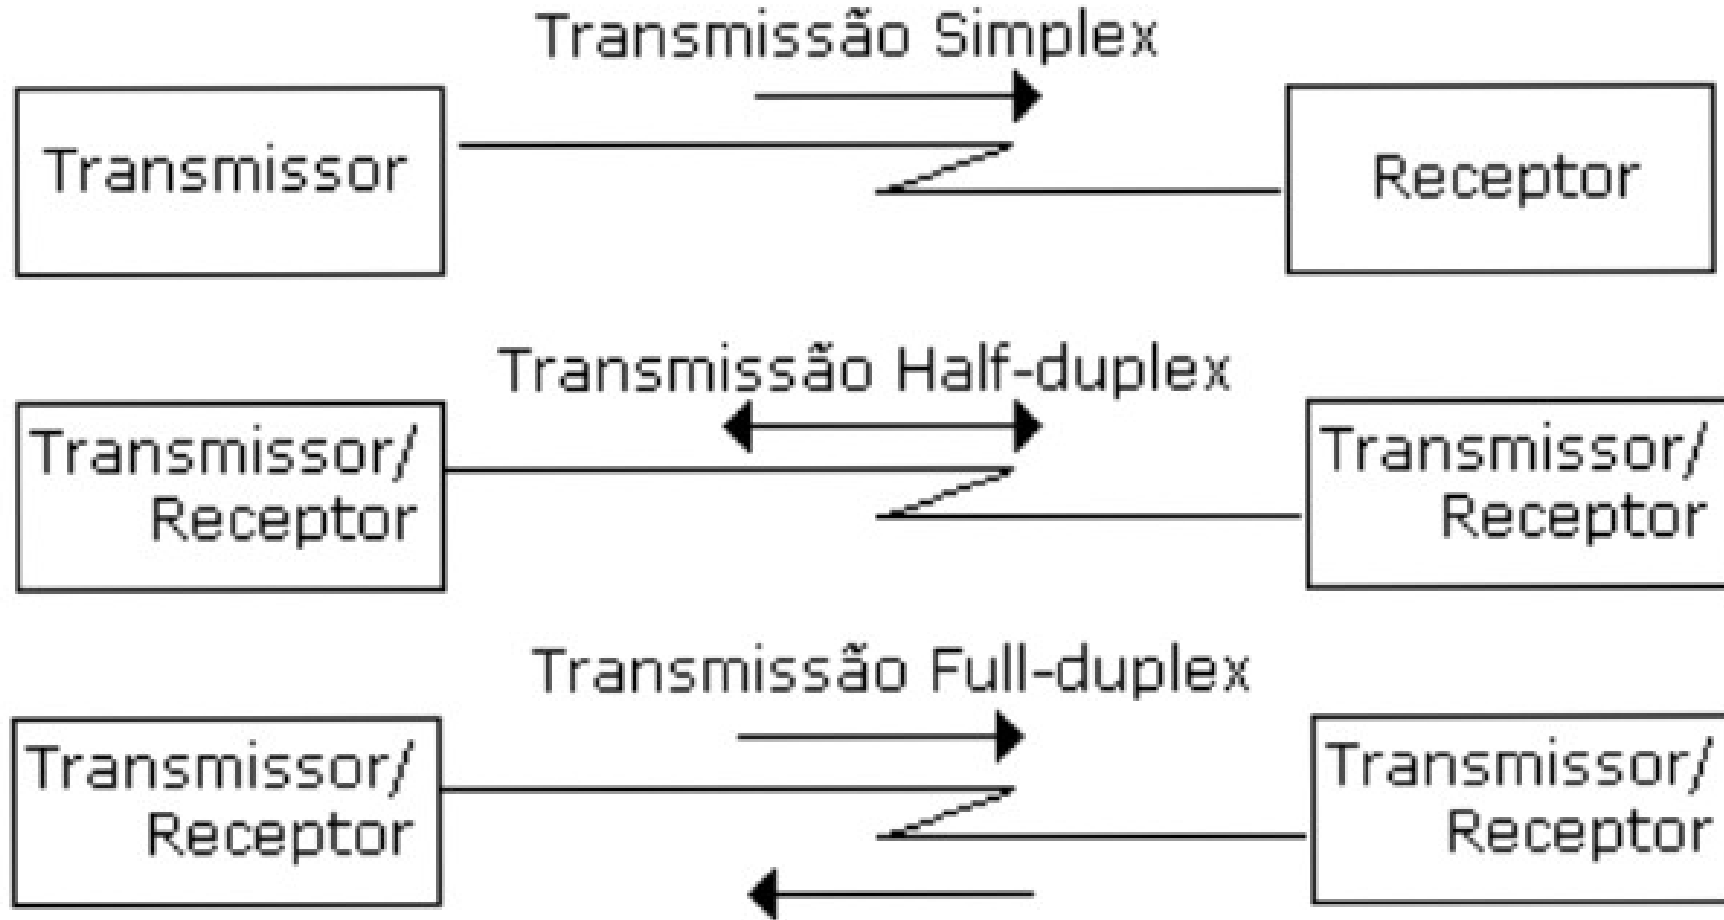 Transmissão Simplex
Transmissor
Receptor
Transmissão Half-duplex
Transmissor/
Receptor
Transmissor/
Receptor
Transmissão Full-duplex
Transmissor/
Receptor
Transmissor/
Receptor